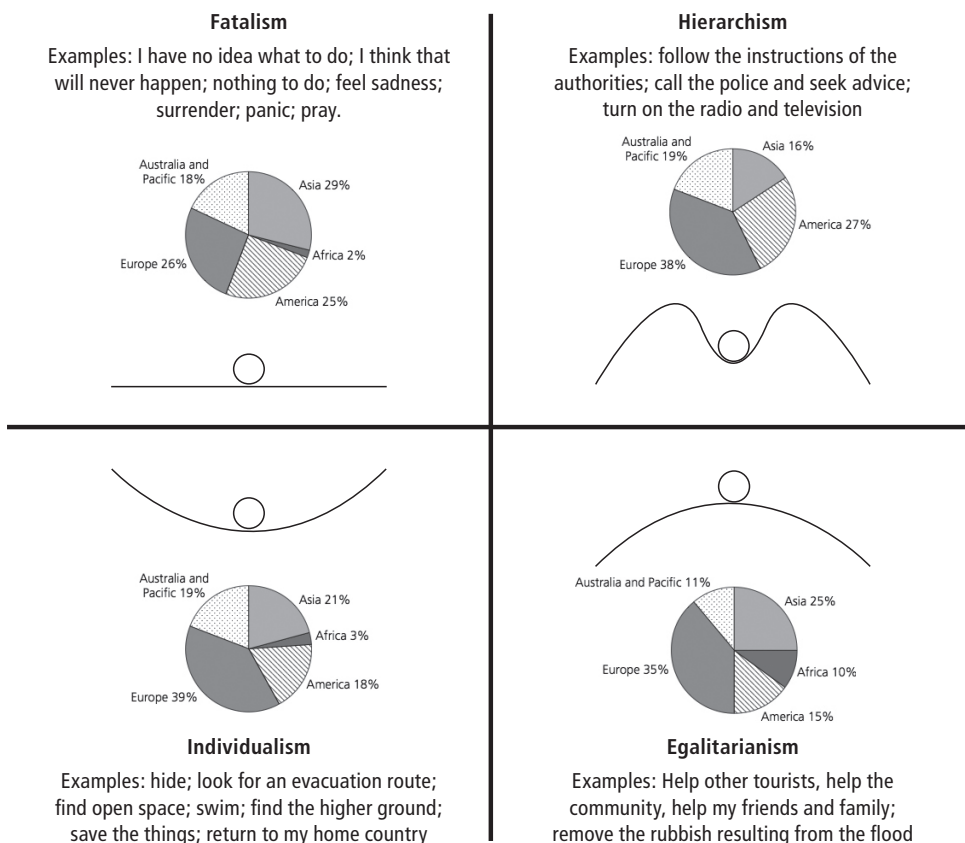 Fatalism
Examples: I have no idea what to do; I think that
will never happen; nothing to do; feel sadness;
surrender; panic; pray.
Australia and
Pacific 18%
Asia 29%
Africa 2%
Europe 26%
America 25%
Hierarchism
Examples: follow the instructions of the
authorities; call the police and seek advice;
turn on the radio and television
Australia and
Pacific 19%
Asia 16%
America 27%
Europe 38%
Australia and
Pacific 19%
Asia 21%
Africa 3%
America 18%
Europe 39%
Individualism
Examples: hide; look for an evacuation route;
find open space; swim; find the higher ground;
save the things; return to my home country
Australia and Pacific 11%
Asia 25%
Europe 35%
Africa 10%
America 15%
Egalitarianism
Examples: Help other tourists, help the
community, help my friends and family;
remove the rubbish resulting from the flood